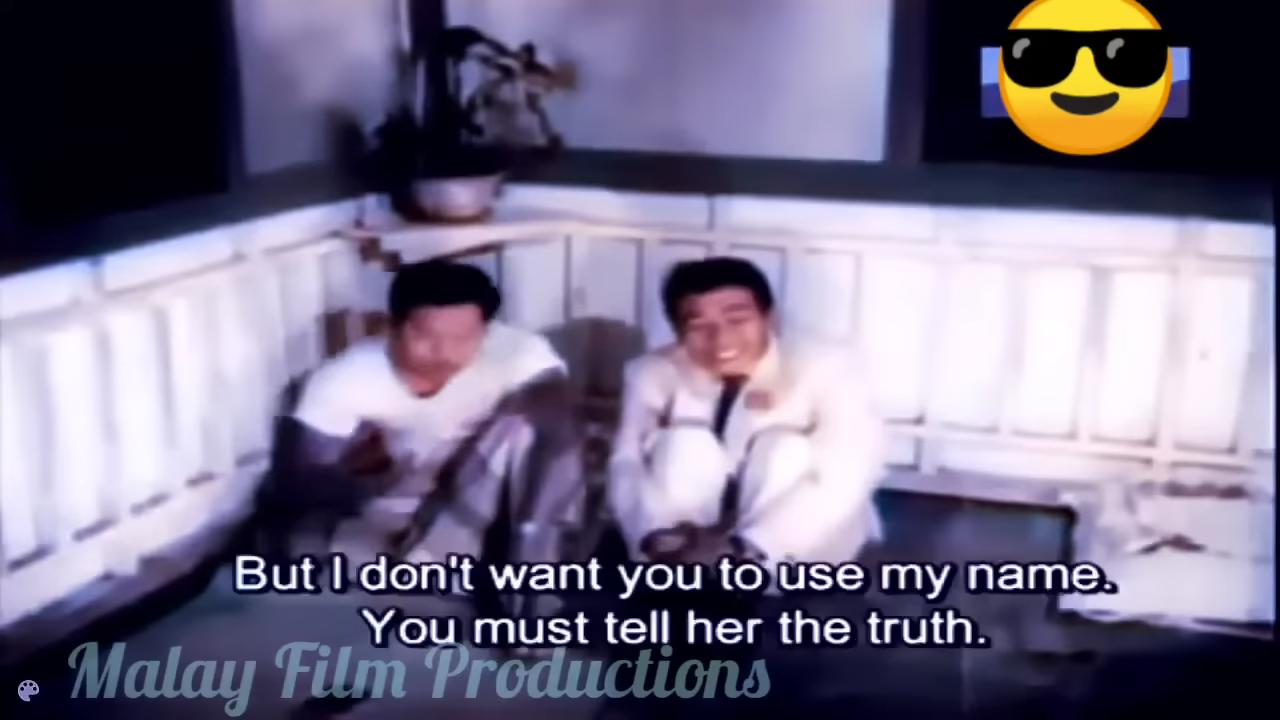 But I don't want you to use my name.
You must tell her the truth.
Malay Film Productions